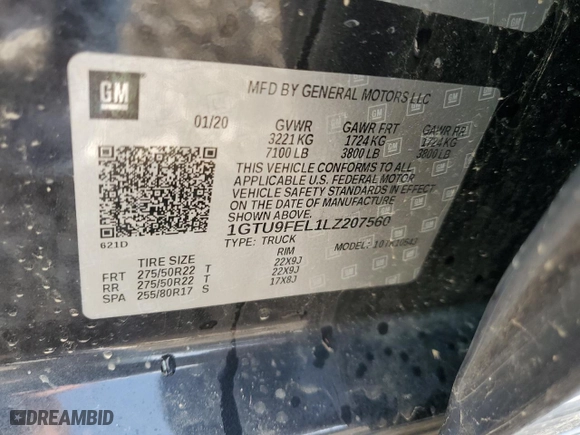 GM
MFD BY GENERAL MOTORS LLC
01/20 GVWR GAWR FRT GAWR RR
3221 KG 1724 KG 1724 KG
7100 LB 3800 LB 3800 LB
THIS VEHICLE CONFORMS TO ALL
APPLICABLE U.S. FEDERAL MOTOR
VEHICLE SAFETY STANDARDS IN EFFECT
ON THE DATE OF MANUFACTURE
SHOWN ABOVE.
1GTU9FEL1LZ207560
TYPE: TRUCK MODEL:
621D
TIRE SIZE RIM
FRT 275/50R22 T 22X9J
RR 275/50R22 T 22X9J
SPA 255/80R17 S 17X8J
DREAMBID